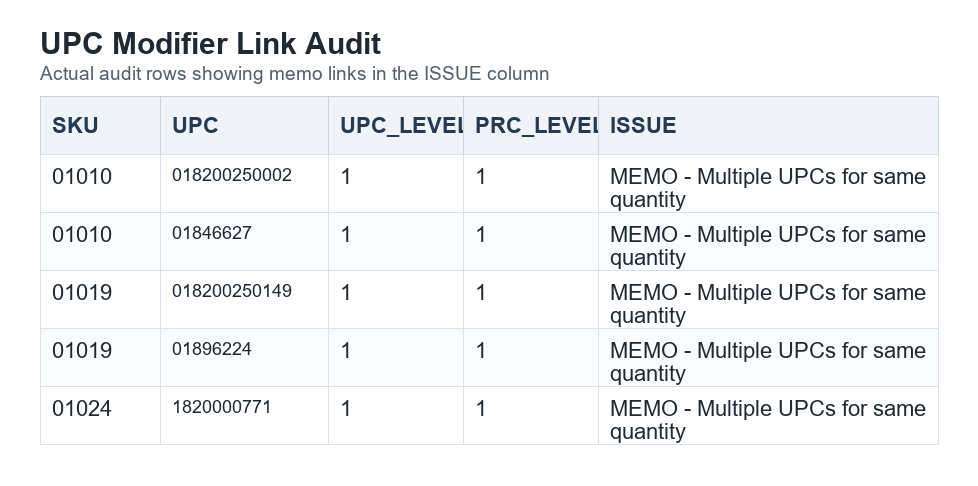 UPC Modifier Link Audit
Actual audit rows showing memo links in the ISSUE column
SKU UPC UPC_LEVEL PRC_LEVEL ISSUE
01010 018200250002 1 1 MEMO - Multiple UPCs for same
quantity
01010 01846627 1 1 MEMO - Multiple UPCs for same
quantity
01019 018200250149 1 1 MEMO - Multiple UPCs for same
quantity
01019 01896224 1 1 MEMO - Multiple UPCs for same
quantity
01024 1820000771 1 1 MEMO - Multiple UPCs for same
quantity